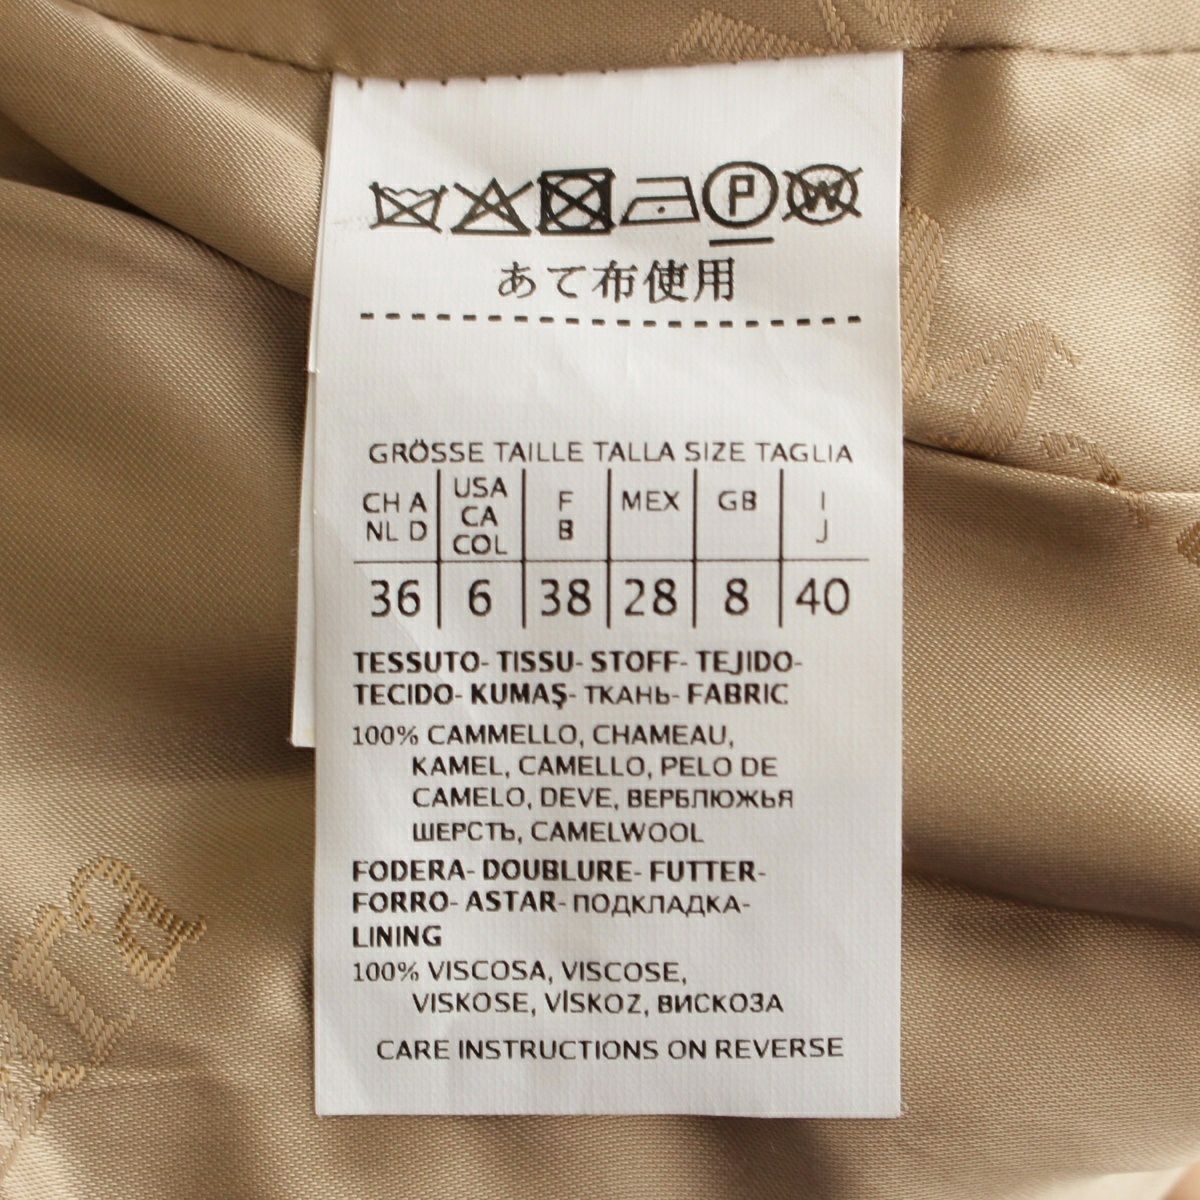 P W
あて布使用
GRÖSSE TAILLE TALLA SIZE TAGLIA
CH A NL D USA CA COL F B MEX GB I J
36 6 38 28 8 40
TESSUTO- TISSU- STOFF- TEJIDO-
TECIDO- KUMAŞ- ТКАНЬ- FABRIC
100% CAMMELLO, CHAMEAU,
KAMEL, CAMELLO, PELO DE
CAMELO, DEVE, ВЕРБЛЮЖЬЯ
ШЕРСТЬ, CAMELWOOL
FODERA- DOUBLURE- FUTTER-
FORRO- ASTAR- ПОДКЛАДКА-
LINING
100% VISCOSA, VISCOSE,
VISKOSE, VİSKOZ, ВИСКОЗА
CARE INSTRUCTIONS ON REVERSE